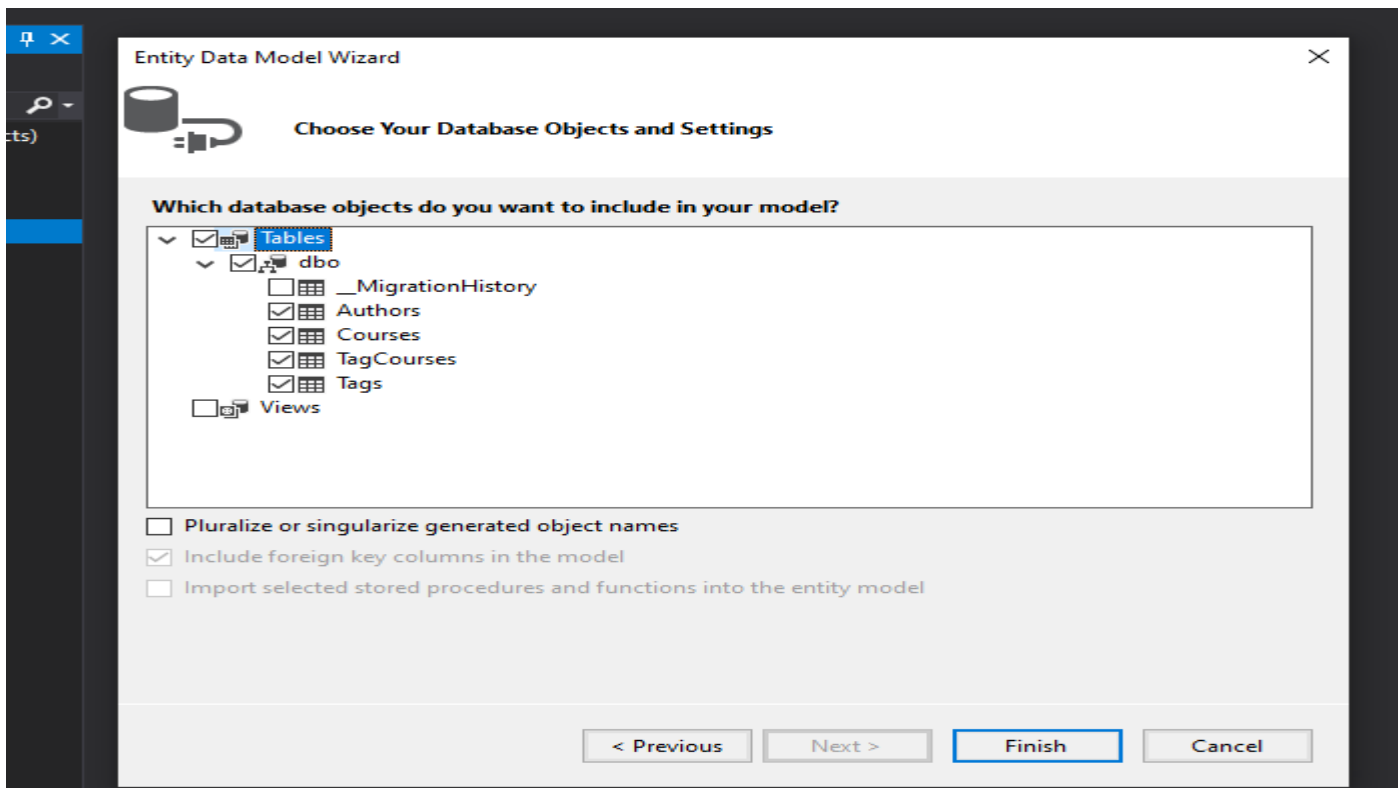 Entity Data Model Wizard
cts)
Choose Your Database Objects and Settings
Which database objects do you want to include in your model?
Tables
dbo
__MigrationHistory
Authors
Courses
TagCourses
Tags
Views
Pluralize or singularize generated object names
Include foreign key columns in the model
Import selected stored procedures and functions into the entity model
< Previous
Next >
Finish
Cancel